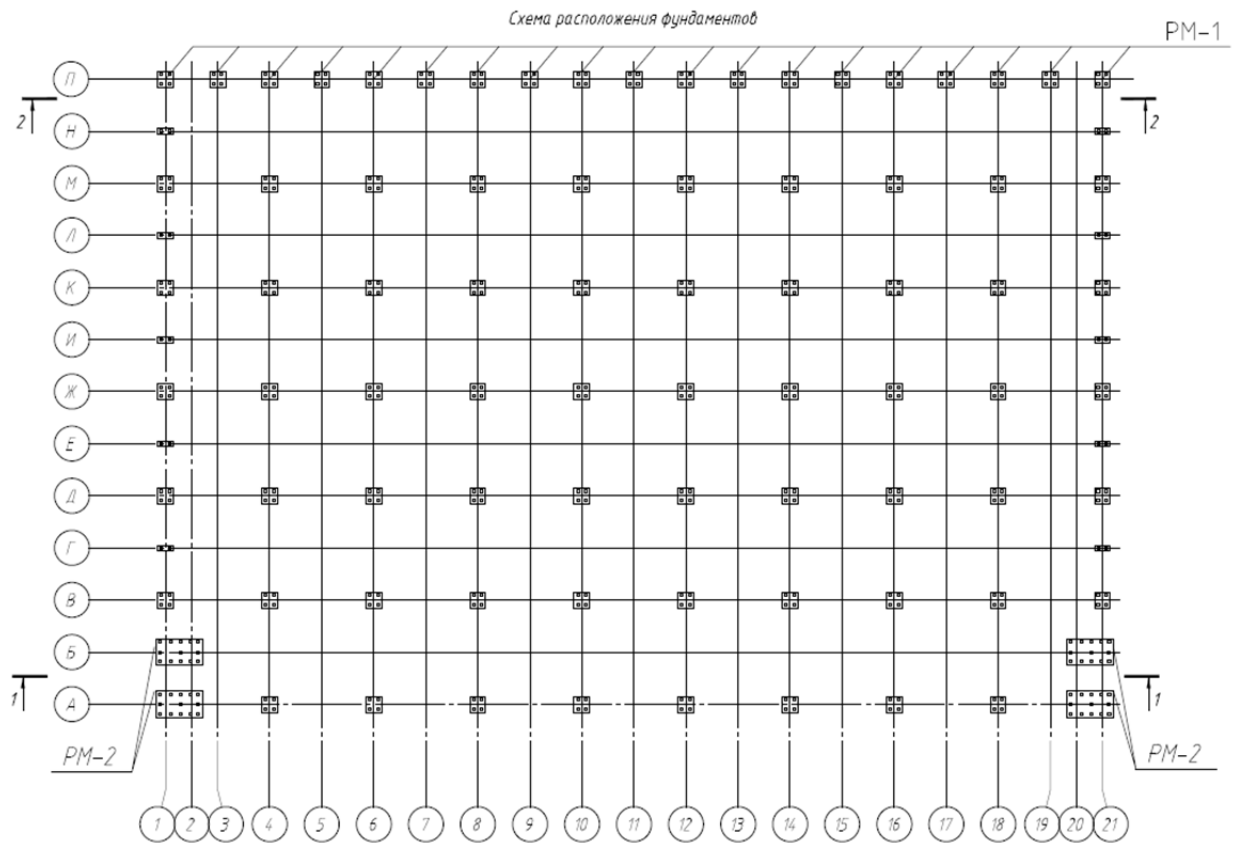 Схема расположения фундаментов
РМ-1
П
2
2
Н
М
Л
К
И
Ж
Е
Д
Г
В
Б
1
А
1
РМ-2
РМ-2
1 2 3 4 5 6 7 8 9 10 11 12 13 14 15 16 17 18 19 20 21